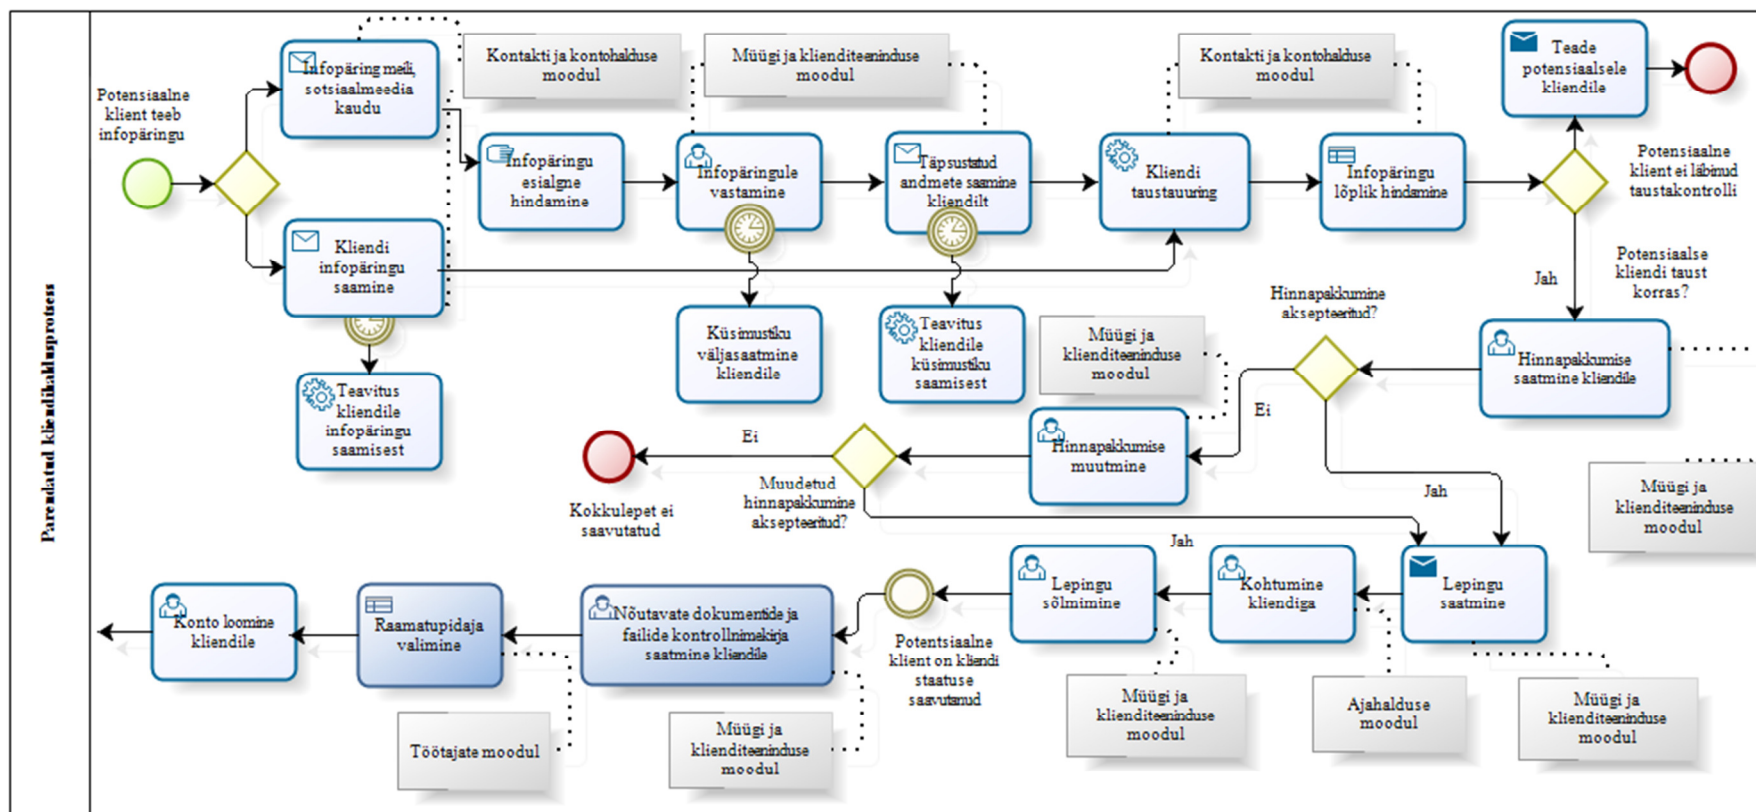 Parendatud kliendihaldusprotsess
Potensiaalne
klient teeb
infopäringu
Infopäring meili,
sotsiaalmeedia
kaudu
Kontakti ja kontohalduse
moodul
Müügi ja klienditeeninduse
moodul
Kontakti ja kontohalduse
moodul
Teade
potensiaalsele
kliendile
Infopäringu
esialgne
hindamine
Infopäringule
vastamine
Täpsustatud
andmete saamine
kliendilt
Kliendi
taustauuring
Infopäringu
lõplik hindamine
Potensiaalne
klient ei läbinud
taustakontrolli
Kliendi
infopäringu
saamine
Potensiaalse
kliendi taust
korras?
Jah
Hinnapakkumine
aksepteeritud?
Küsimustiku
väljasaatmine
kliendile
Teavitus
kliendile
küsimustiku
saamisest
Müügi ja
klienditeeninduse
moodul
Hinnapakkumise
saatmine kliendile
Teavitus
kliendile
infopäringu
saamisest
Ei
Ei
Hinnapakkumise
muutmine
Muudetud
hinnapakkumine
aksepteeritud?
Kokkulepet ei
saavutatud
Jah
Müügi ja
klienditeeninduse
moodul
Jah
Lepingu
sõlmimine
Kohtumine
kliendiga
Lepingu
saatmine
Konto loomine
kliendile
Raamatupidaja
valimine
Nõutavate dokumentide ja
failide kontrollnimekirja
saatmine kliendile
Potentsiaalne
klient on kliendi
staatuse
saavutanud
Töötajate moodul
Müügi ja
klienditeeninduse
moodul
Müügi ja
klienditeeninduse
moodul
Ajahalduse
moodul
Müügi ja
klienditeeninduse
moodul